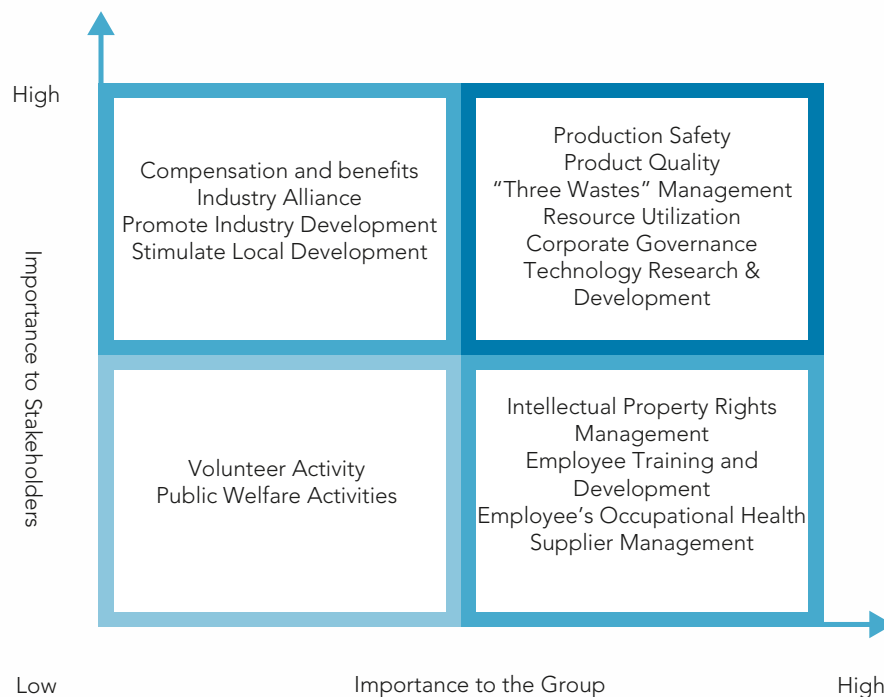 High
Compensation and benefits
Industry Alliance
Promote Industry Development
Stimulate Local Development
Production Safety
Product Quality
“Three Wastes” Management
Resource Utilization
Corporate Governance
Technology Research &
Development
Importance to Stakeholders
Volunteer Activity
Public Welfare Activities
Intellectual Property Rights
Management
Employee Training and
Development
Employee’s Occupational Health
Supplier Management
Low
Importance to the Group
High